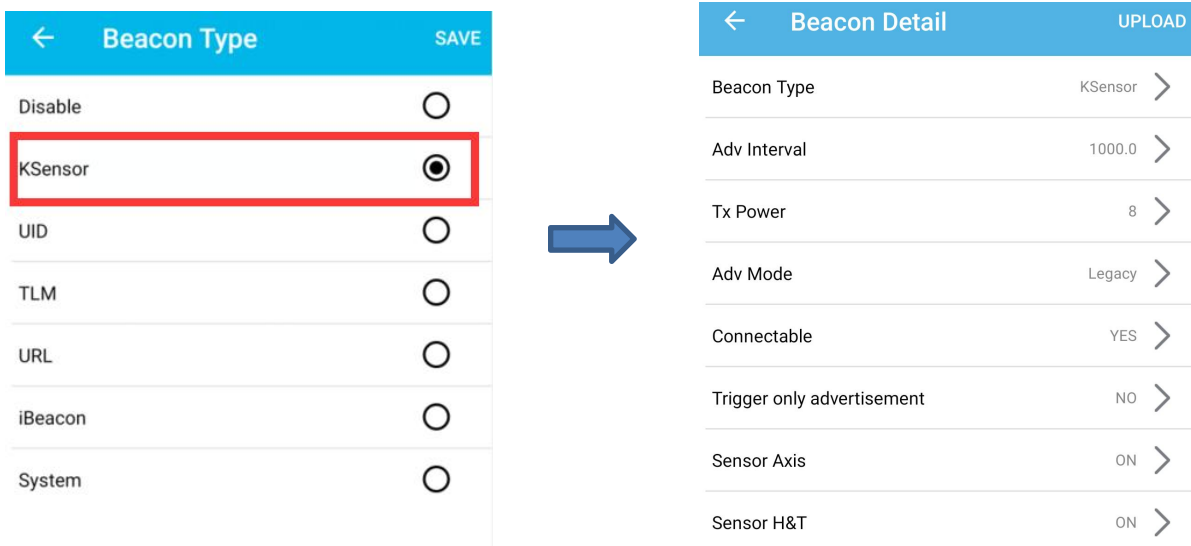 Beacon Type SAVE
Disable
KSensor
UID
TLM
URL
iBeacon
System
Beacon Detail UPLOAD
Beacon Type KSensor
Adv Interval 1000.0
Tx Power 8
Adv Mode Legacy
Connectable YES
Trigger only advertisement NO
Sensor Axis ON
Sensor H&T ON